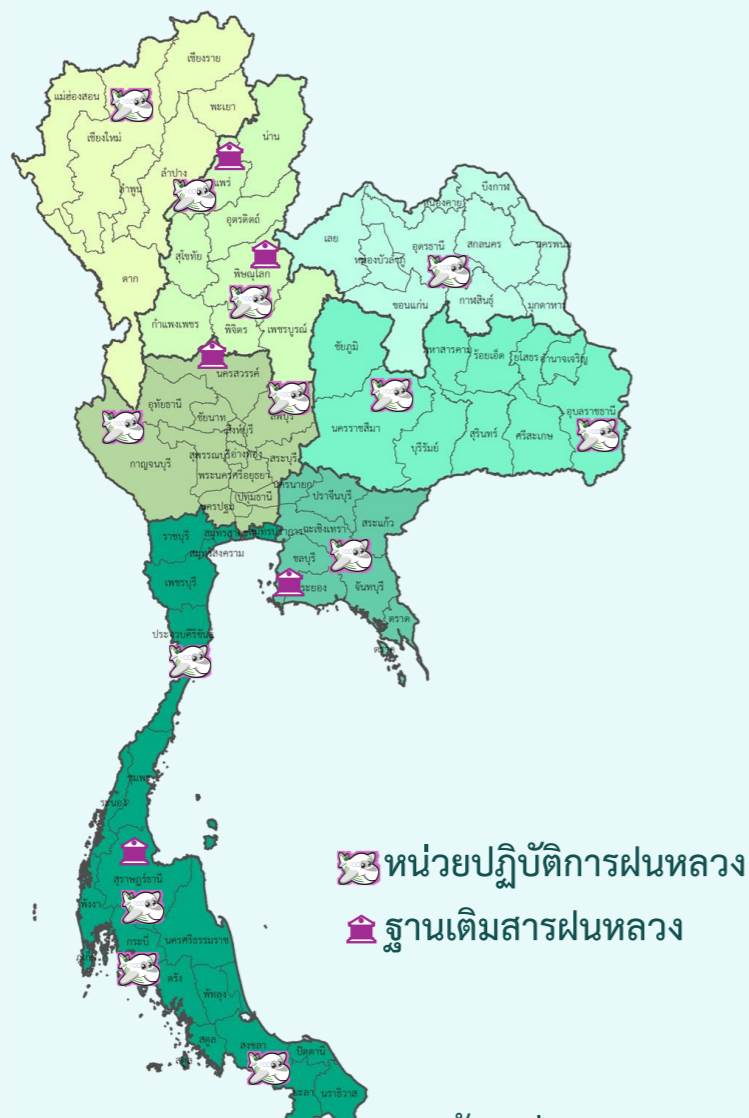 เชียงราย
แม่ฮ่องสอน
พะเยา
เชียงใหม่
น่าน
ลำปาง
แพร่
ลำพูน
บึงกาฬ
อุตรดิตถ์
เลย
อุดรธานี
สกลนคร
นครพนม
สุโขทัย
ตาก
พิษณุโลก
ขอนแก่น
กาฬสินธุ์
มุกดาหาร
กำแพงเพชร
พิจิตร
เพชรบูรณ์
ชัยภูมิ
มหาสารคาม
ร้อยเอ็ด
ยโสธร
อำนาจเจริญ
นครสวรรค์
อุทัยธานี
ชัยนาท
ลพบุรี
สิงห์บุรี
นครราชสีมา
บุรีรัมย์
สุรินทร์
ศรีสะเกษ
อุบลราชธานี
กาญจนบุรี
สุพรรณบุรี
อ่างทอง
สระบุรี
พระนครศรีอยุธยา
นครนายก
ปราจีนบุรี
ปทุมธานี
นครปฐม
ฉะเชิงเทรา
สระแก้ว
ราชบุรี
สมุทรปราการ
สมุทรสงคราม
ชลบุรี
เพชรบุรี
ระยอง
จันทบุรี
ตราด
ประจวบคีรีขันธ์
ชุมพร
ระนอง
หน่วยปฏิบัติการฝนหลวง
สุราษฎร์ธานี
พังงา
ฐานเติมสารฝนหลวง
กระบี่
นครศรีธรรมราช
ภูเก็ต
ตรัง
พัทลุง
สตูล
สงขลา
ปัตตานี
ยะลา
นราธิวาส